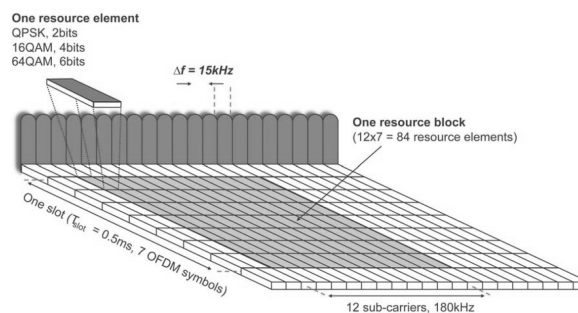 One resource element
QPSK, 2bits
16QAM, 4bits
64QAM, 6bits
Δf = 15kHz
One resource block
(12x7 = 84 resource elements)
One slot (Tslot = 0.5ms, 7 OFDM symbols)
12 sub-carriers, 180kHz